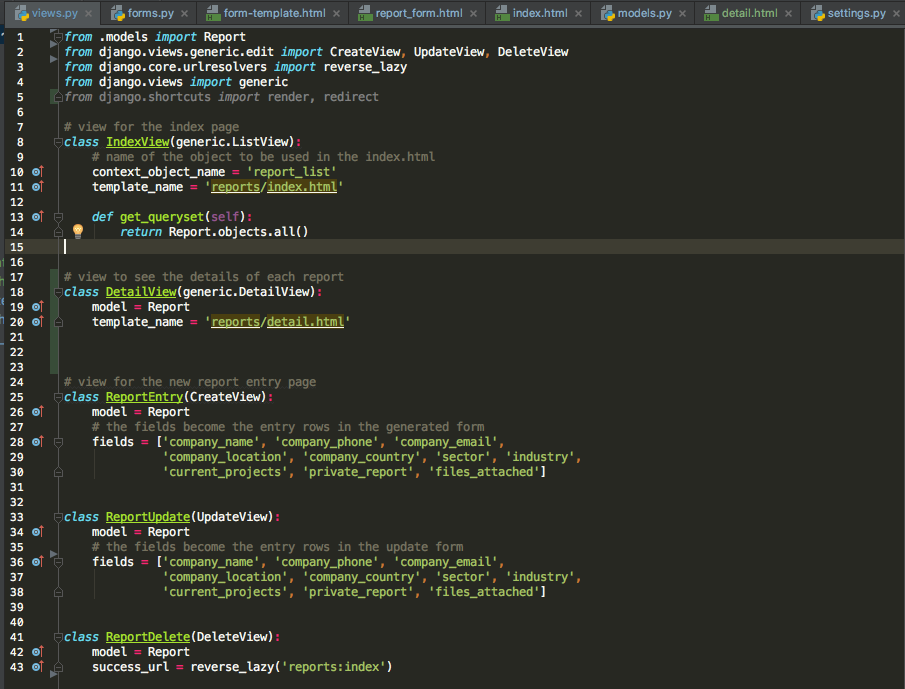 views.py × forms.py × form-template.html × report_form.html × index.html × models.py × detail.html × settings.py ×
1 from .models import Report
2 from django.views.generic.edit import CreateView, UpdateView, DeleteView
3 from django.core.urlresolvers import reverse_lazy
4 from django.views import generic
5 from django.shortcuts import render, redirect
6
7 # view for the index page
8 class IndexView(generic.ListView):
9 # name of the object to be used in the index.html
10 context_object_name = 'report_list'
11 template_name = 'reports/index.html'
12
13 def get_queryset(self):
14 return Report.objects.all()
15
16
17 # view to see the details of each report
18 class DetailView(generic.DetailView):
19 model = Report
20 template_name = 'reports/detail.html'
21
22
23
24 # view for the new report entry page
25 class ReportEntry(CreateView):
26 model = Report
27 # the fields become the entry rows in the generated form
28 fields = ['company_name', 'company_phone', 'company_email',
29 'company_location', 'company_country', 'sector', 'industry',
30 'current_projects', 'private_report', 'files_attached']
31
32
33 class ReportUpdate(UpdateView):
34 model = Report
35 # the fields become the entry rows in the update form
36 fields = ['company_name', 'company_phone', 'company_email',
37 'company_location', 'company_country', 'sector', 'industry',
38 'current_projects', 'private_report', 'files_attached']
39
40
41 class ReportDelete(DeleteView):
42 model = Report
43 success_url = reverse_lazy('reports:index')